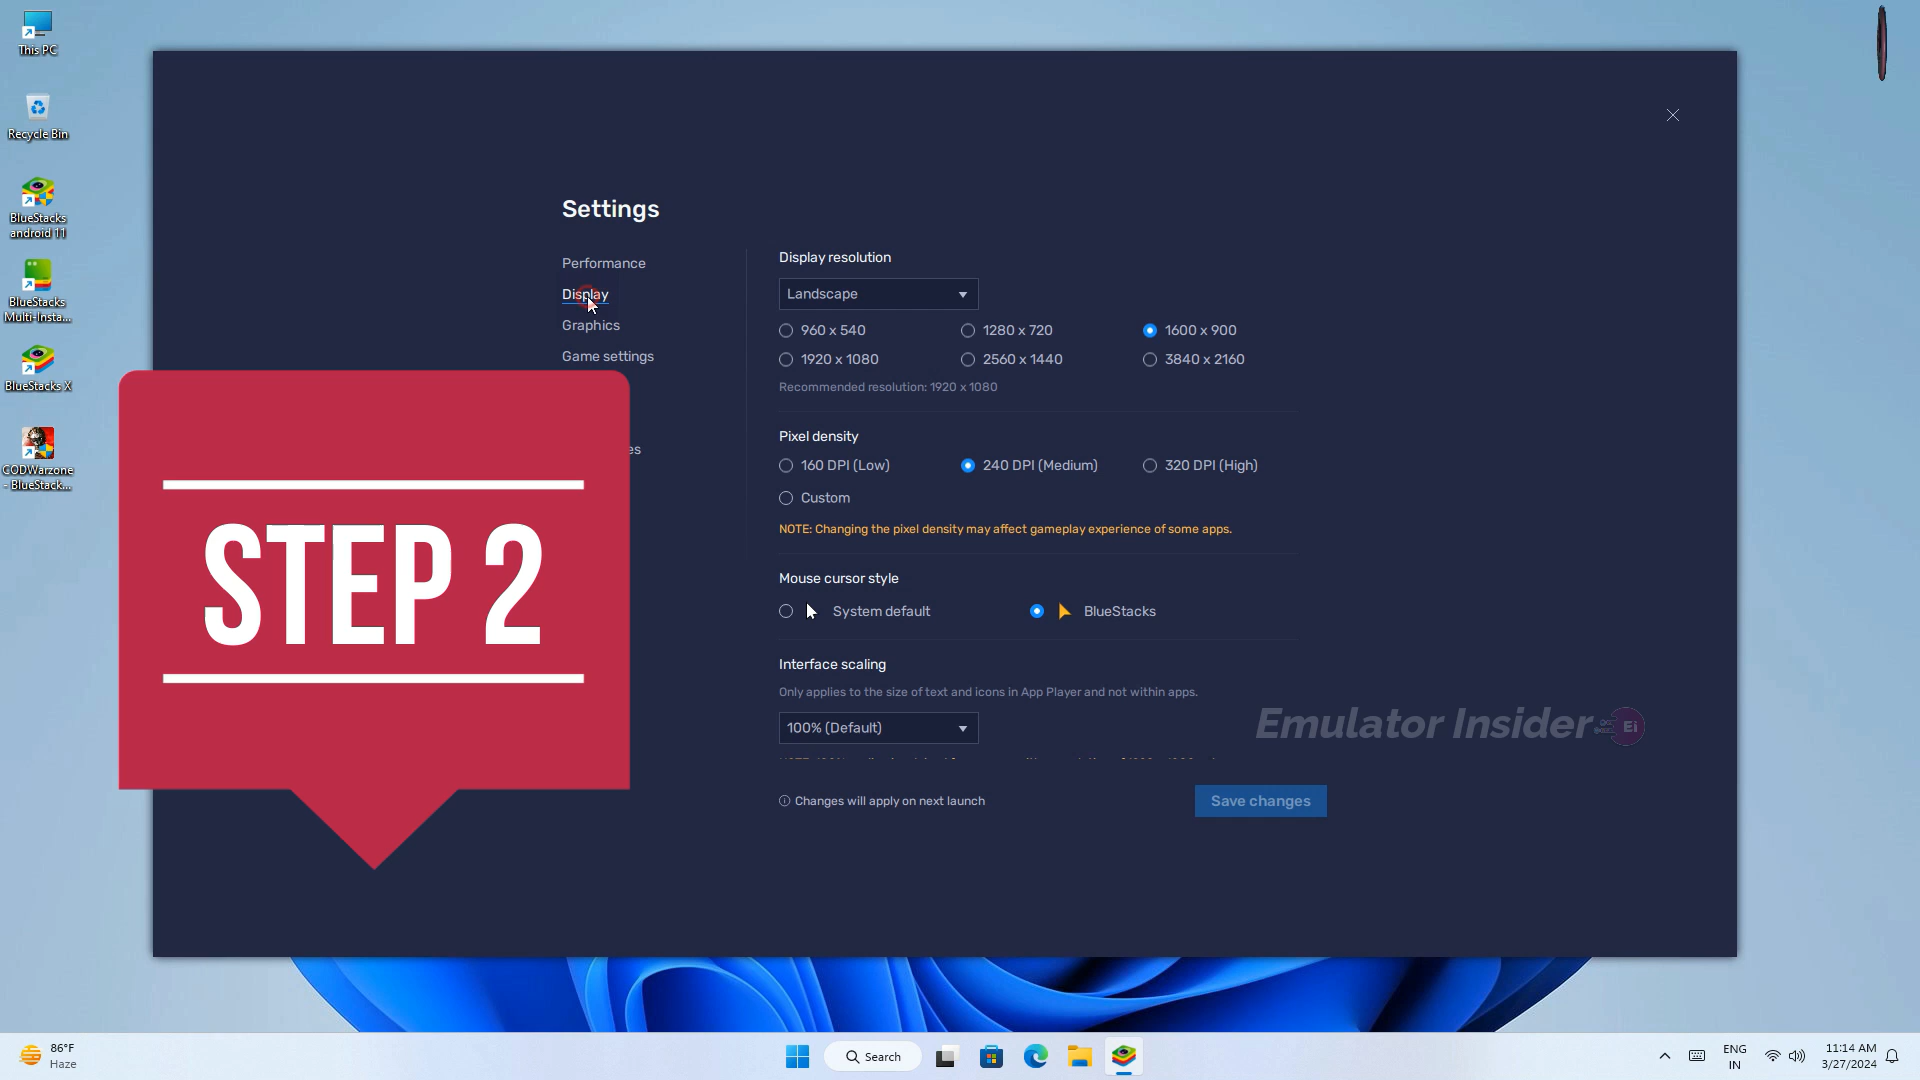 This PC
Recycle Bin
BlueStacks
android 11
BlueStacks
Multi-Insta...
BlueStacks X
CODWarzone
- BlueStack...
Settings
Performance
Display
Graphics
Game settings
es
Display resolution
Landscape
960 x 540
1280 x 720
1600 x 900
1920 x 1080
2560 x 1440
3840 x 2160
Recommended resolution: 1920 x 1080
Pixel density
160 DPI (Low)
240 DPI (Medium)
320 DPI (High)
Custom
NOTE: Changing the pixel density may affect gameplay experience of some apps.
Mouse cursor style
System default
BlueStacks
Interface scaling
Only applies to the size of text and icons in App Player and not within apps.
100% (Default)
Changes will apply on next launch
Save changes
STEP 2
Emulator Insider
Ei
86°F
Haze
Search
ENG
IN
11:14 AM
3/27/2024